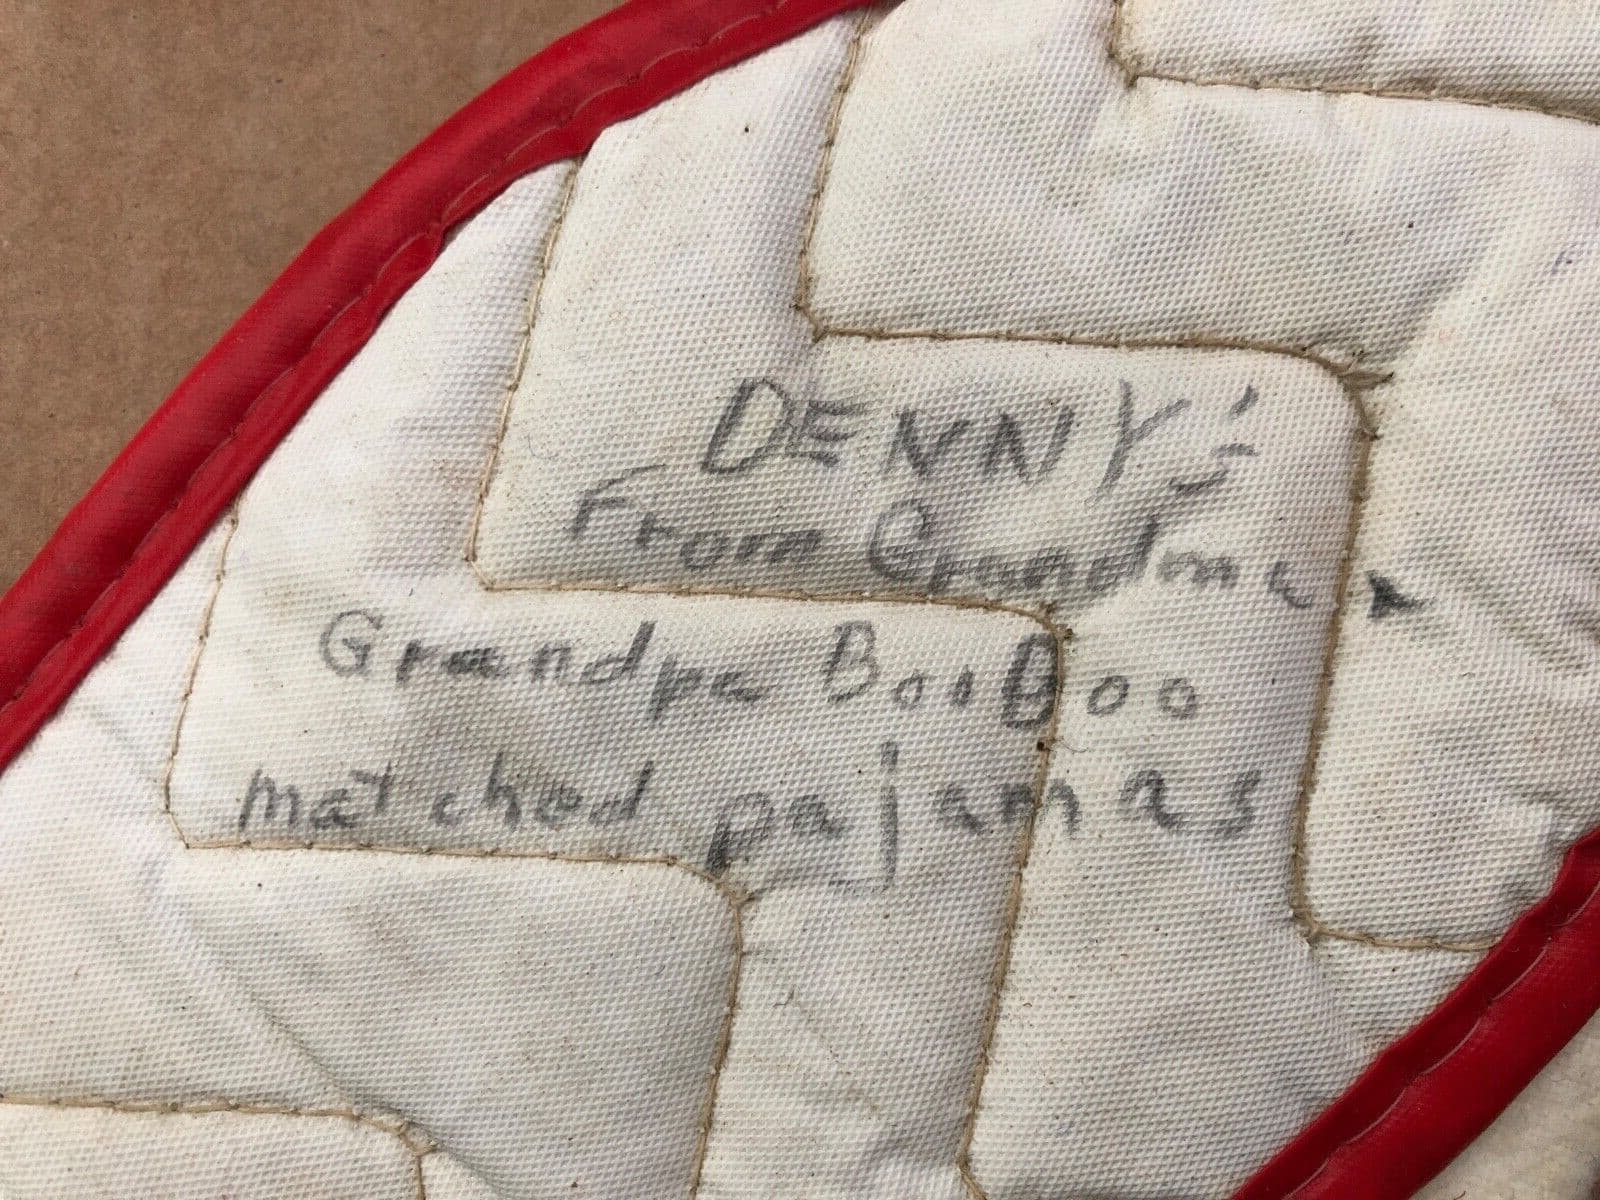 DENNY'S
From Grandma
Grandpa BooBoo
matched pajamas